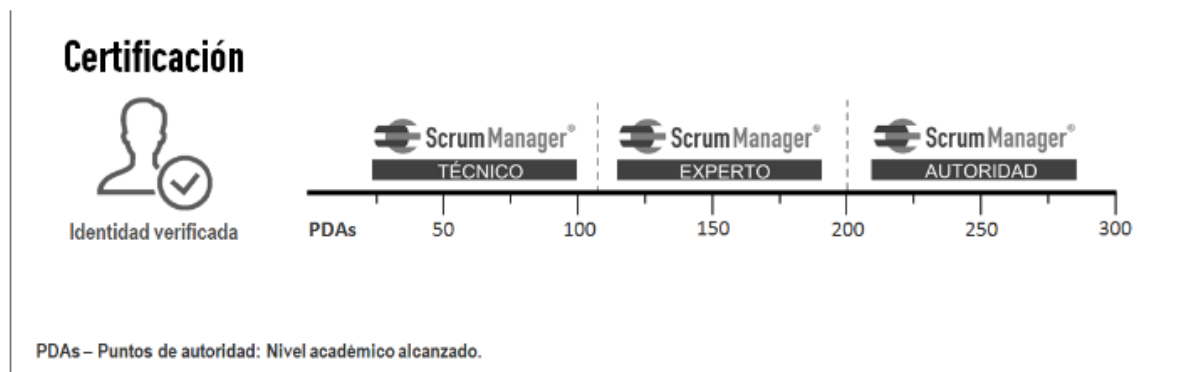 Certificación
Identidad verificada
ScrumManager®
TÉCNICO
ScrumManager®
EXPERTO
ScrumManager®
AUTORIDAD
PDAs 50 100 150 200 250 300
PDAs – Puntos de autoridad: Nivel académico alcanzado.